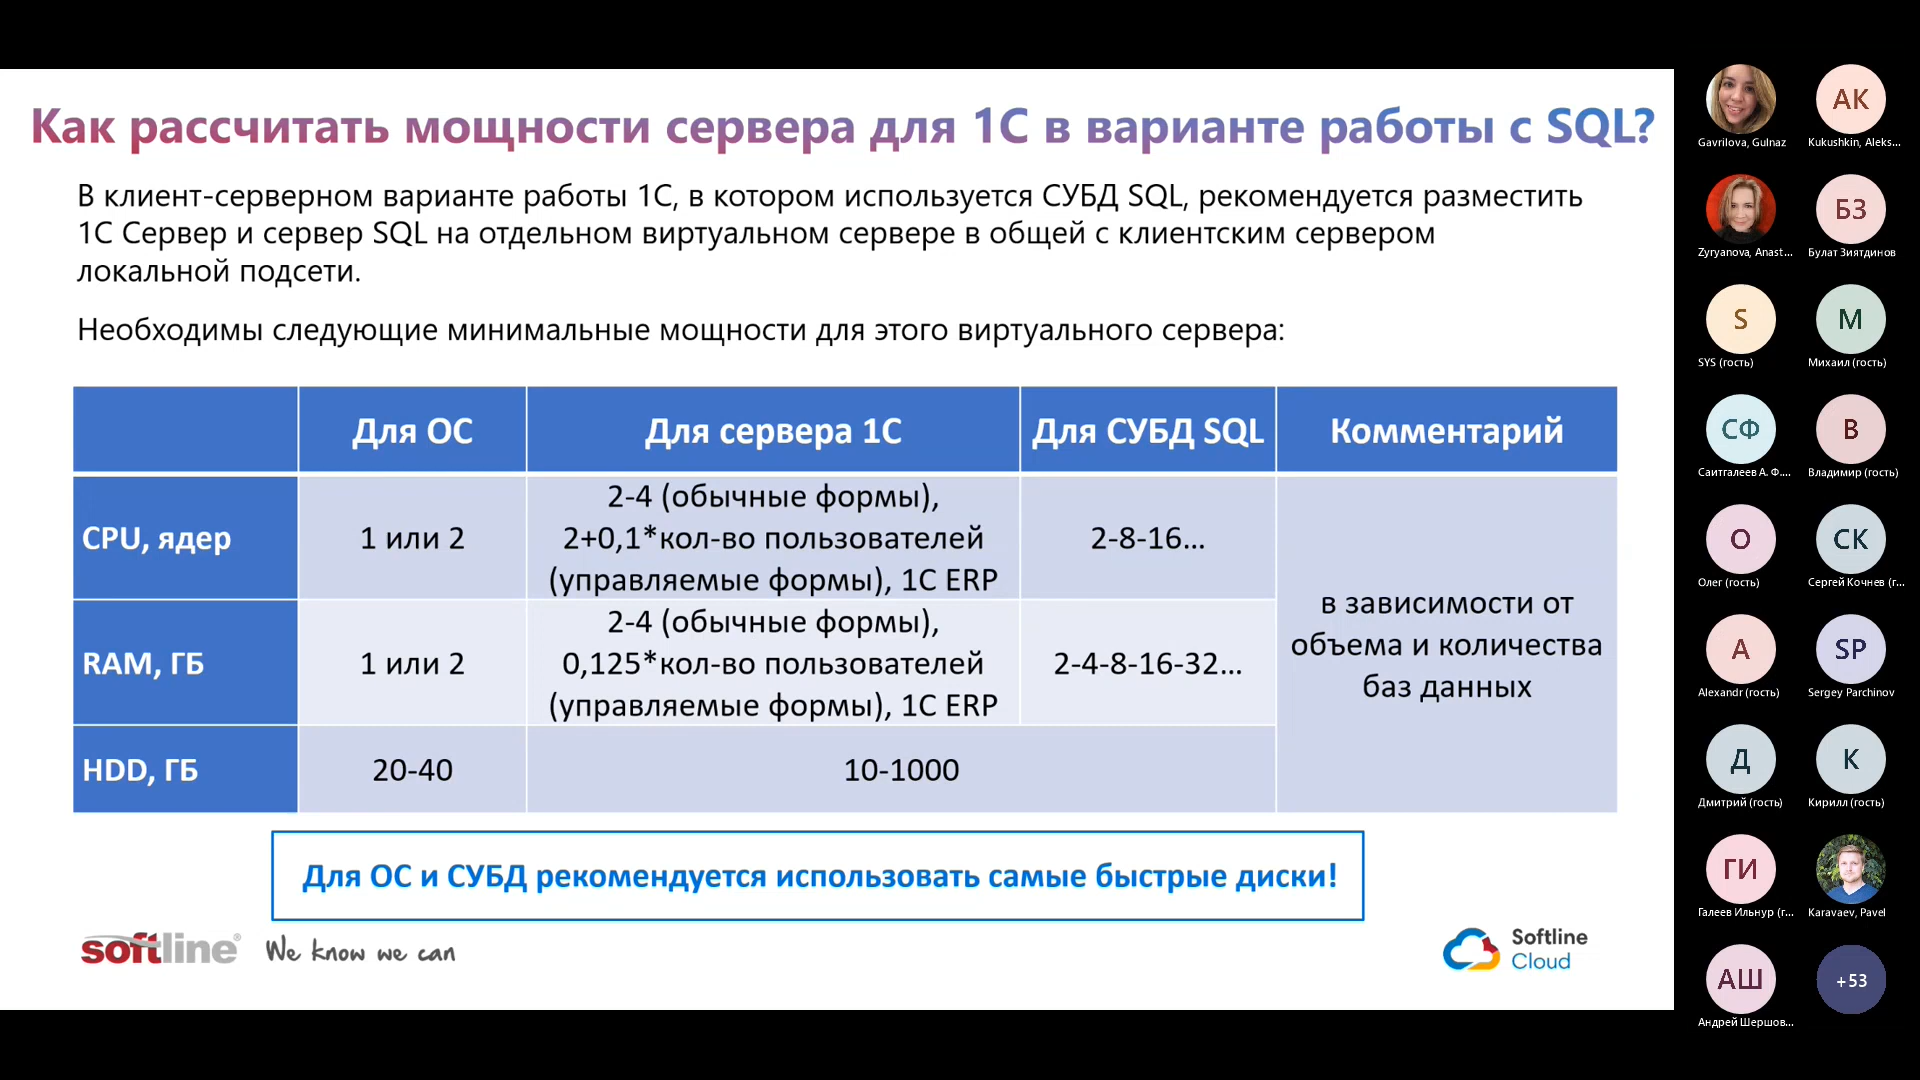 Как рассчитать мощности сервера для 1С в варианте работы с SQL?
В клиент-серверном варианте работы 1С, в котором используется СУБД SQL, рекомендуется разместить
1С Сервер и сервер SQL на отдельном виртуальном сервере в общей с клиентским сервером
локальной подсети.
Необходимы следующие минимальные мощности для этого виртуального сервера:
Для ОС
Для сервера 1С
Для СУБД SQL
Комментарий
CPU, ядер
1 или 2
2-4 (обычные формы),
2+0,1*кол-во пользователей
(управляемые формы), 1С ERP
2-8-16...
RAM, ГБ
1 или 2
2-4 (обычные формы),
0,125*кол-во пользователей
(управляемые формы), 1С ERP
2-4-8-16-32...
HDD, ГБ
20-40
10-1000
в зависимости от
объема и количества
баз данных
Для ОС и СУБД рекомендуется использовать самые быстрые диски!
softline®
We know we can
Softline
Cloud
Gavrilova, Gulnaz
АК
Kukushkin, Aleks...
Zyryanova, Anast...
БЗ
Булат Зиятдинов
S
SYS (гость)
М
Михаил (гость)
СФ
Саитгалеев А. Ф....
В
Владимир (гость)
О
Олег (гость)
СК
Сергей Кочнев (г...
A
Alexandr (гость)
SP
Sergey Parchinov
Д
Дмитрий (гость)
К
Кирилл (гость)
ГИ
Галеев Ильнур (г...
Karavaev, Pavel
АШ
Андрей Шершов...
+53